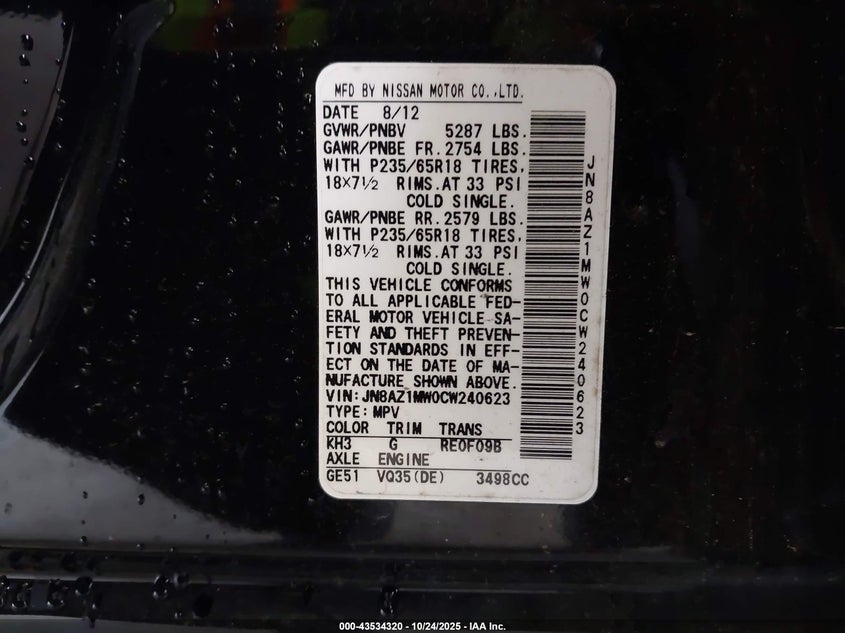 MFD BY NISSAN MOTOR CO.,LTD.
DATE 8/12
GVWR/PNBV 5287 LBS.
GAWR/PNBE FR. 2754 LBS.
WITH P235/65R18 TIRES,
18×7½ RIMS. AT 33 PSI
COLD SINGLE.
GAWR/PNBE RR. 2579 LBS.
WITH P235/65R18 TIRES,
18×7½ RIMS. AT 33 PSI
COLD SINGLE.
THIS VEHICLE CONFORMS
TO ALL APPLICABLE FED-
ERAL MOTOR VEHICLE SA-
FETY AND THEFT PREVEN-
TION STANDARDS IN EFF-
ECT ON THE DATE OF MA-
NUFACTURE SHOWN ABOVE.
VIN: JN8AZ1MW0CW240623
TYPE: MPV
COLOR TRIM TRANS
KH3 G RE0F09B
AXLE ENGINE
GE51 VQ35(DE) 3498CC
JN8AZ1MW0CW240623
000-43534320 - 10/24/2025 - IAA Inc.